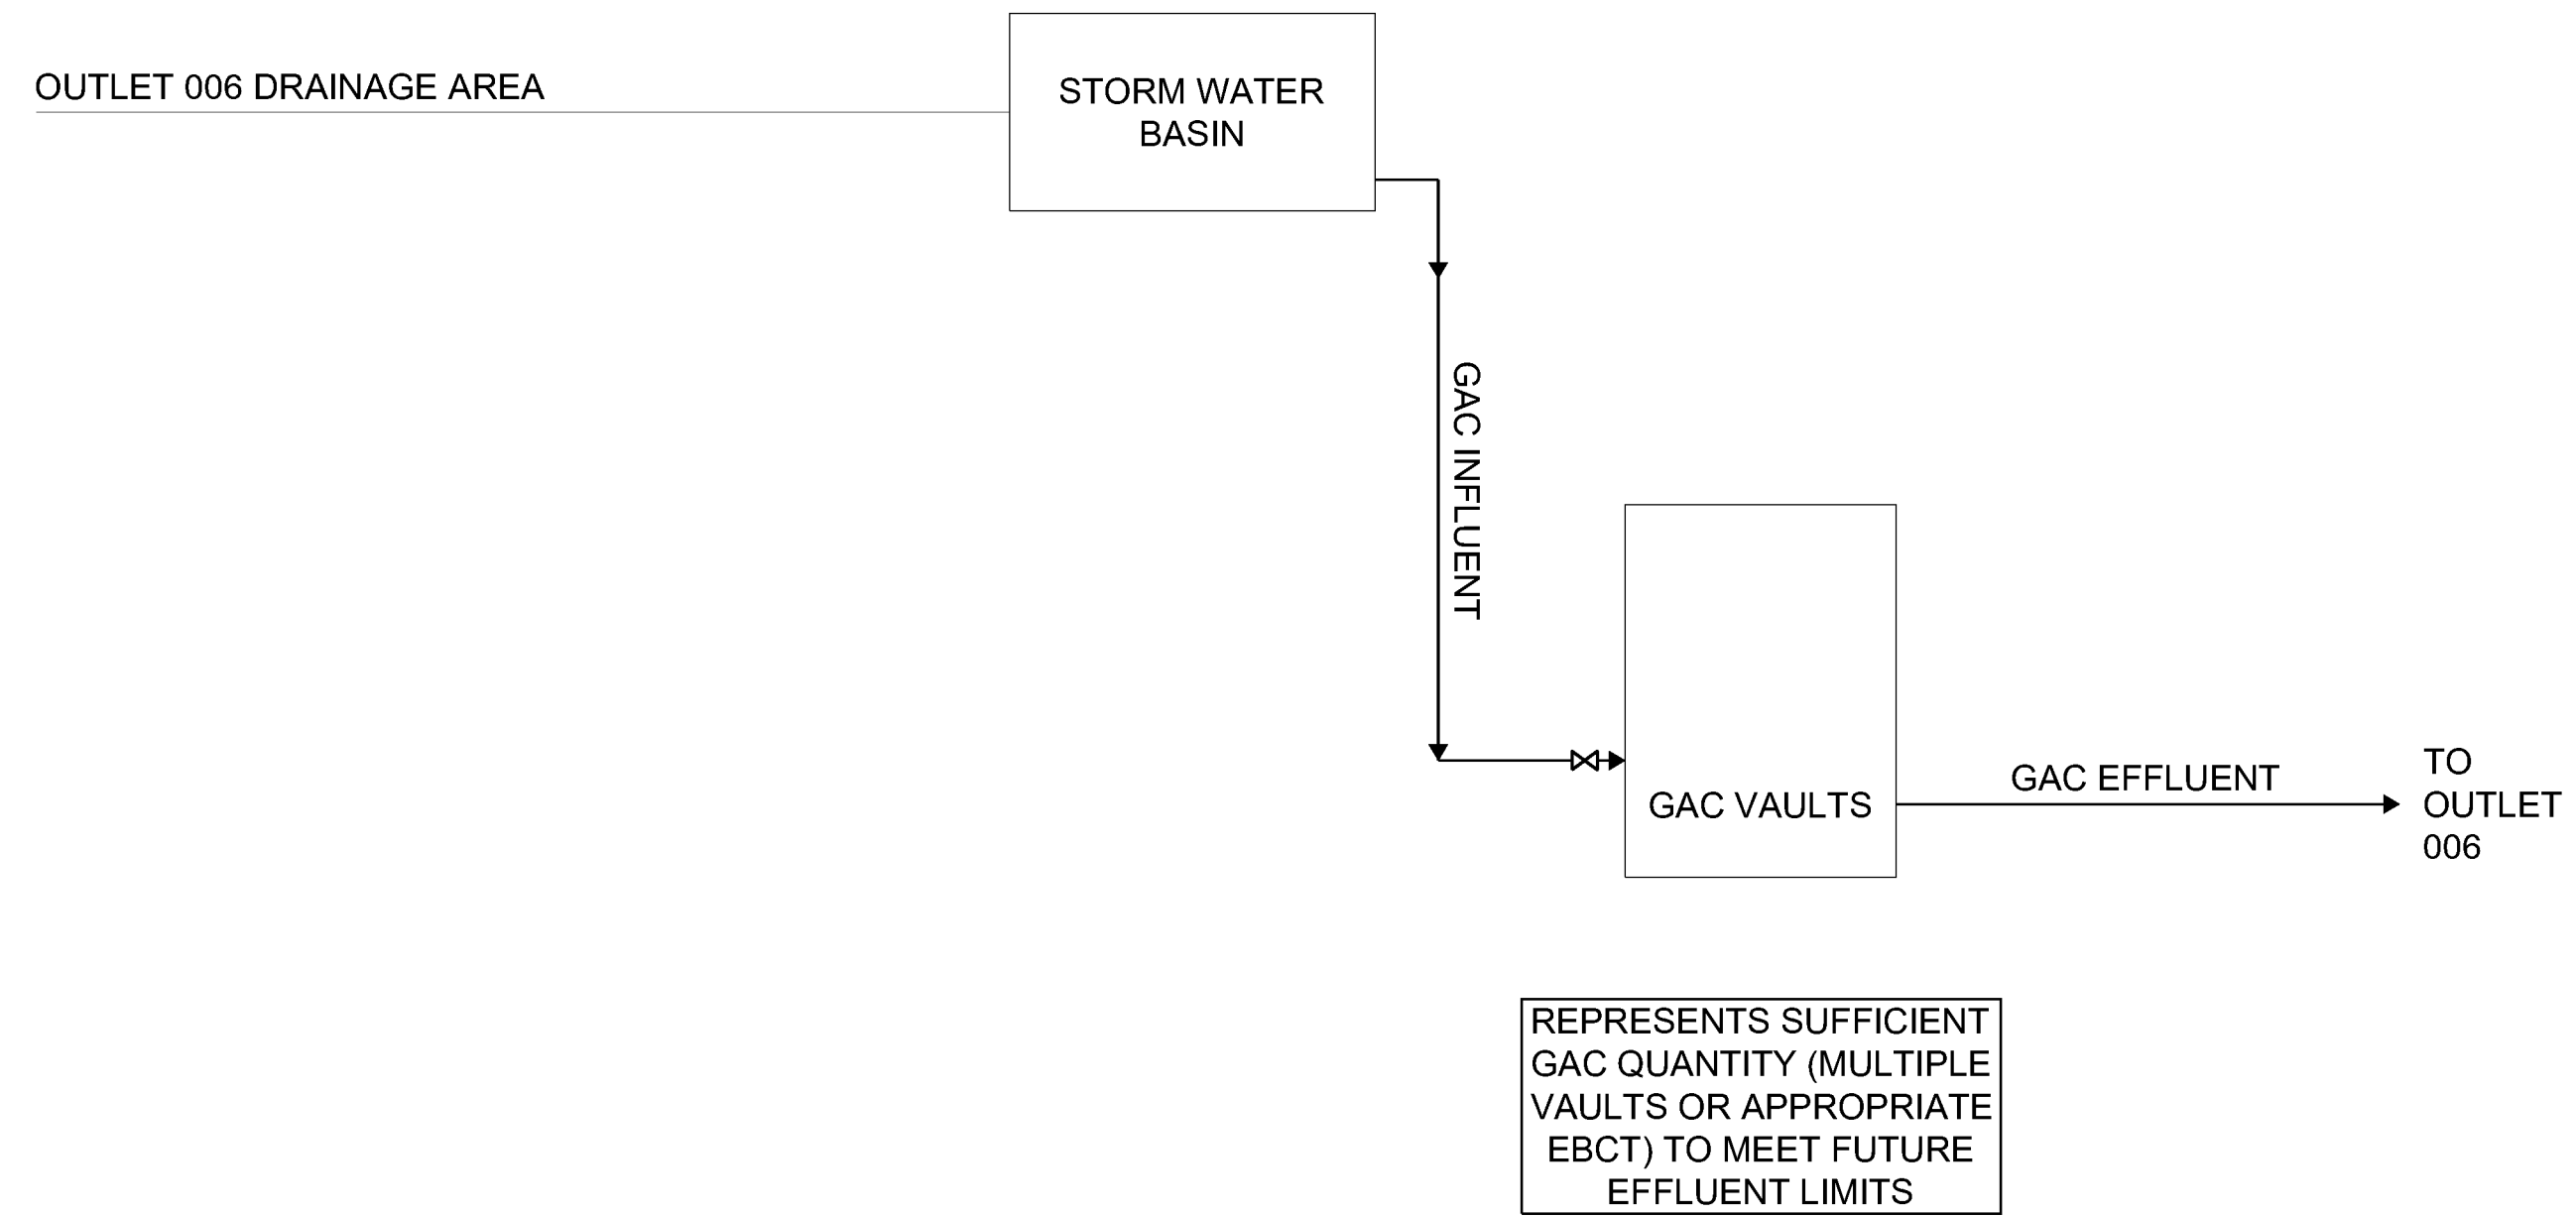 OUTLET 006 DRAINAGE AREA
STORM WATER
BASIN
GAC INFLUENT
GAC VAULTS
GAC EFFLUENT
TO
OUTLET
006
REPRESENTS SUFFICIENT
GAC QUANTITY (MULTIPLE
VAULTS OR APPROPRIATE
EBCT) TO MEET FUTURE
EFFLUENT LIMITS